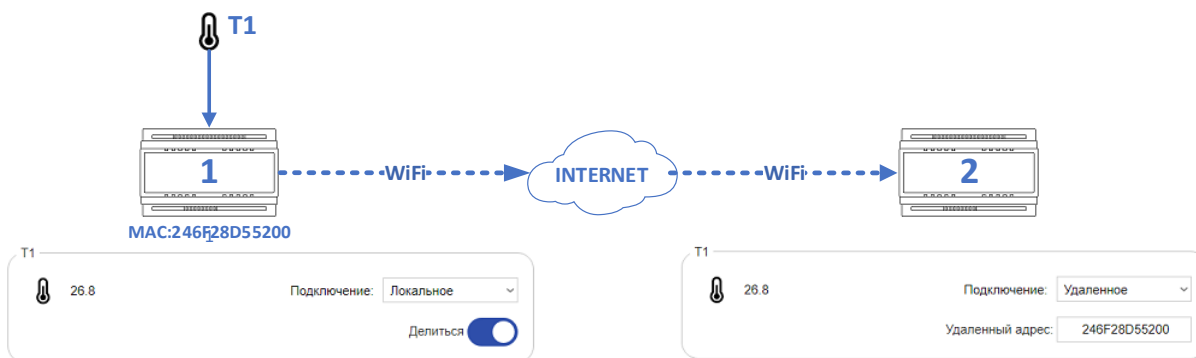 T1
1
WiFi
INTERNET
WiFi
2
MAC:246F28D55200
1
T1
26.8
Подключение:
Локальное
Делиться
T1
26.8
Подключение:
Удаленное
Удаленный адрес:
246F28D55200